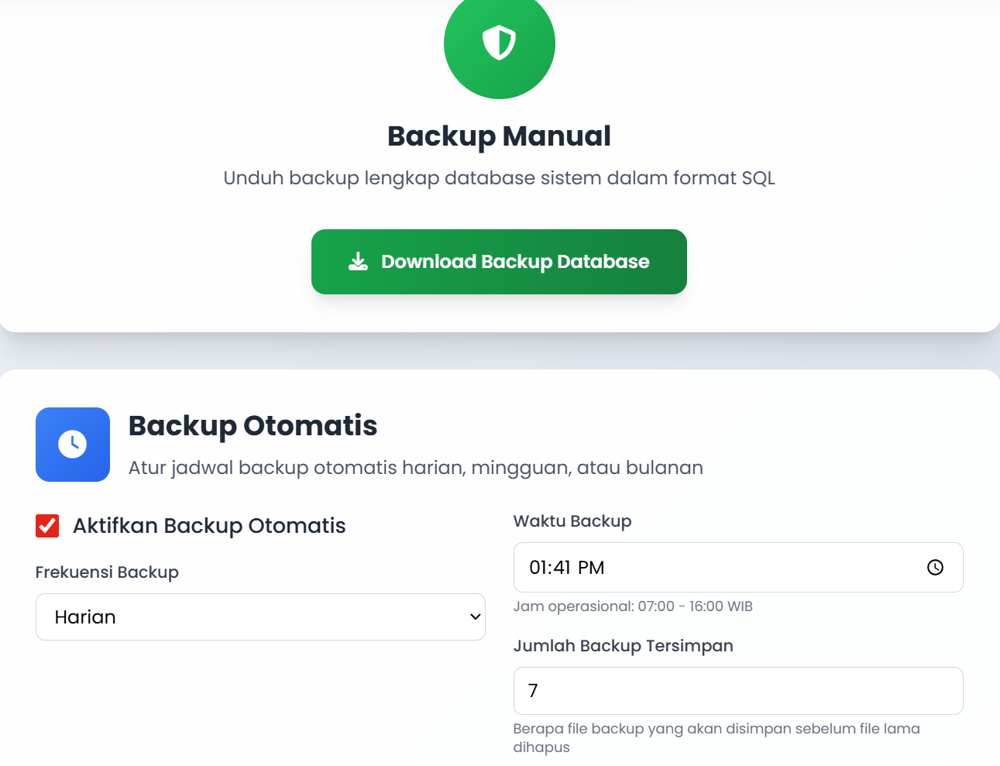 Backup Manual
Unduh backup lengkap database sistem dalam format SQL
Download Backup Database
Backup Otomatis
Atur jadwal backup otomatis harian, mingguan, atau bulanan
Aktifkan Backup Otomatis
Frekuensi Backup
Harian
Waktu Backup
01:41 PM
Jam operasional: 07:00 - 16:00 WIB
Jumlah Backup Tersimpan
7
Berapa file backup yang akan disimpan sebelum file lama
dihapus